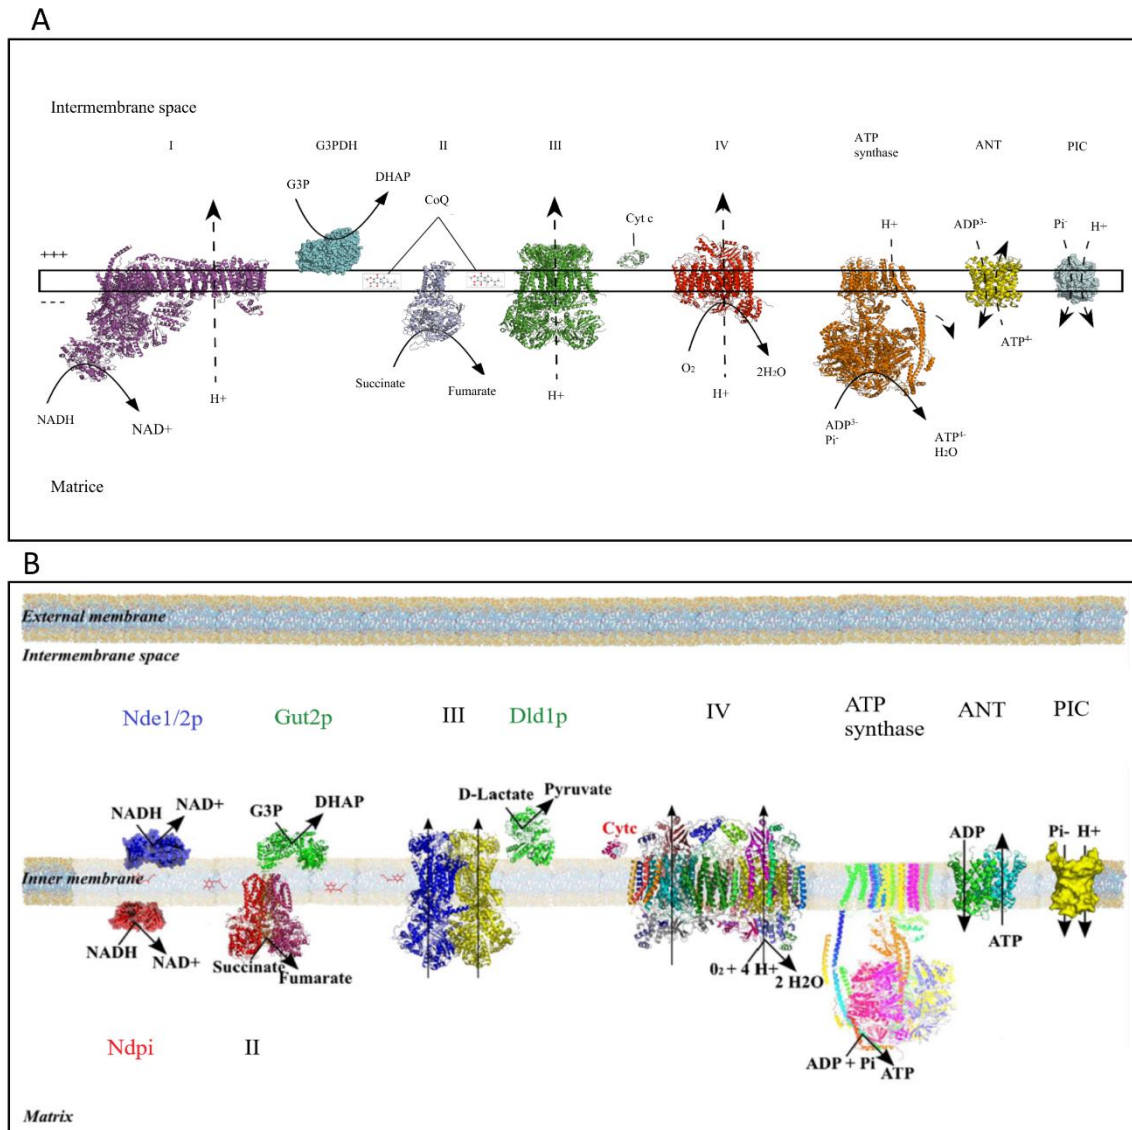 A
Intermembrane space
I
G3PDH
II
III
IV
ATP
synthase
ANT
PIC
G3P
DHAP
CoQ
Cyt c
H+
ADP³⁻
Pi⁻
H+
+++
- - - -
ATP⁴⁻
NADH
NAD+
H+
Succinate
Fumarate
H+
O₂
2H₂O
H+
ADP³⁻
Pi⁻
ATP⁴⁻
H₂O
Matrice
B
External membrane
Intermembrane space
Nde1/2p
Gut2p
III
Dld1p
IV
ATP
synthase
ANT
PIC
NADH
NAD+
G3P
DHAP
D-Lactate
Pyruvate
Cytc
ADP
Pi-
H+
Inner membrane
NADH
NAD+
Succinate
Fumarate
0₂ + 4 H+
2 H2O
ATP
Ndpi
II
ADP + Pi
ATP
Matrix